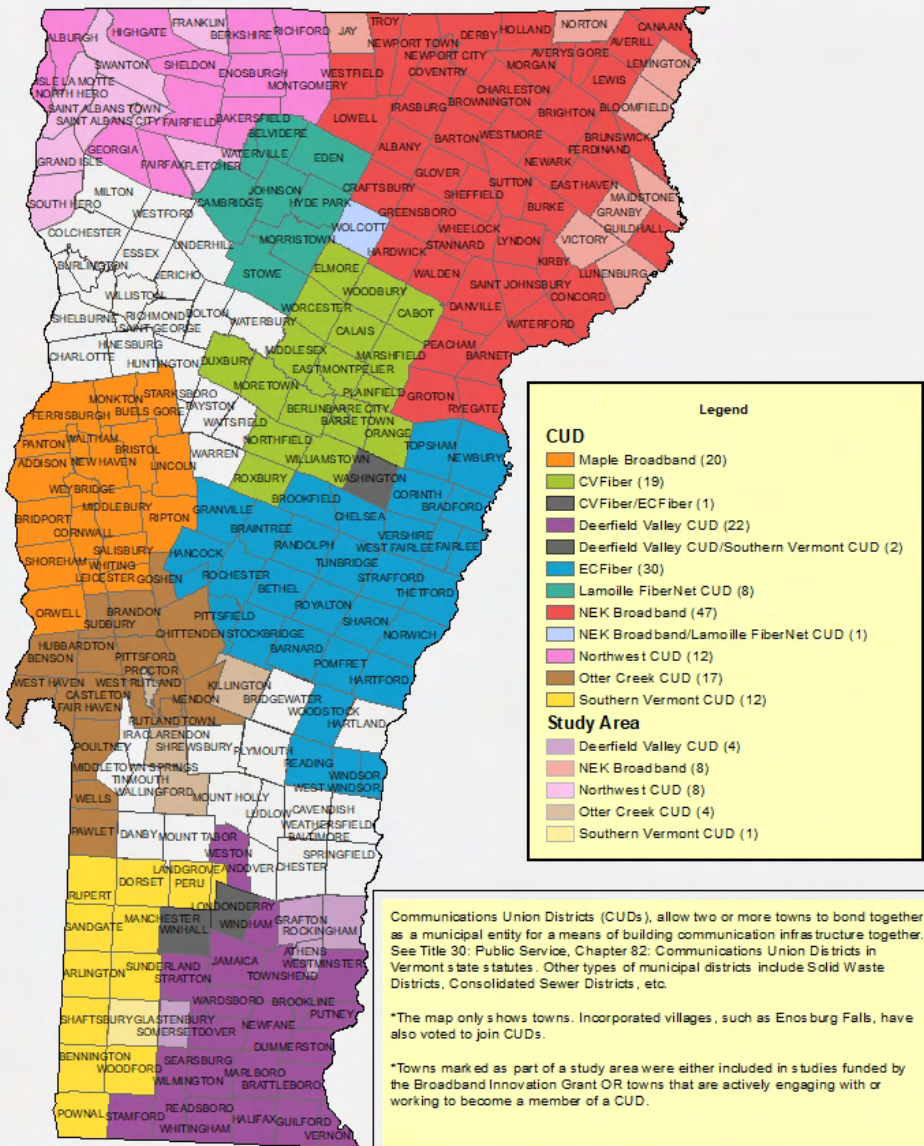 ALBURGH
HIGHGATE
FRANKLIN
BERKSHIRE
RICHFORD
JAY
TROY
NEWPORT TOWN
DERBY
HOLLAND
NORTON
CANAAN
AVERILL
NEWPORT CITY
AVERYS GORE
MORGAN
LEMINGTON
SWANTON
SHELDON
ENOSBURGH
WESTFIELD
COVENTRY
LEWIS
ISLE LA MOTTE
MONTGOMERY
CHARLESTON
NORTH HERO
IRASBURG
BROWNINGTON
BRIGHTON
BLOOMFIELD
SAINT ALBANS TOWN
SAINT ALBANS CITY
FAIRFIELD
BAKERSFIELD
LOWELL
BELVIDERE
BARTON
WESTMORE
BRUNSWICK
FERDINAND
GEORGIA
WATERVILLE
EDEN
ALBANY
NEWARK
GRAND ISLE
FAIRFAX
FLETCHER
GLOVER
SUTTON
EAST HAVEN
MAIDSTONE
JOHNSON
CRAFTSBURY
SHEFFIELD
MILTON
CAMBRIDGE
HYDE PARK
GREENSBORO
BURKE
GRANBY
SOUTH HERO
WESTFORD
WOLCOTT
WHEELOCK
GUILDHALL
COLCHESTER
MORRISTOWN
HARDWICK
STANNARD
LYNDON
VICTORY
ESSEX
UNDERHILL
KIRBY
BURLINGTON
JERICHO
STOWE
ELMORE
WALDEN
LUNENBURG
WILLISTON
WOODBURY
SAINT JOHNSBURY
CONCORD
SHELBURNE
RICHMOND
BOLTON
WORCESTER
CABOT
DANVILLE
SAINT GEORGE
WATERBURY
CALAIS
WATERFORD
HINESBURG
CHARLOTTE
HUNTINGTON
DUXBURY
MIDDLESEX
MARSHFIELD
PEACHAM
BARNET
EAST MONTPELIER
STARKSBORO
MORETOWN
PLAINFIELD
MONKTON
FAYSTON
GROTON
FERRISBURGH
BUELS GORE
BERLIN
BARRE CITY
RYEGATE
WAITSFIELD
BARRE TOWN
PANTON
WALTHAM
BRISTOL
NORTHFIELD
ORANGE
TOPSHAM
ADDISON
NEW HAVEN
LINCOLN
WARREN
WILLIAMSTOWN
NEWBURY
WASHINGTON
WEYBRIDGE
ROXBURY
CORINTH
BROOKFIELD
MIDDLEBURY
GRANVILLE
BRADFORD
BRIDPORT
RIPTON
BRAINTREE
CHELSEA
CORNWALL
VERSHIRE
RANDOLPH
WEST FAIRLEE
FAIRLEE
SALISBURY
HANCOCK
TUNBRIDGE
SHOREHAM
WHITING
LEICESTER
GOSHEN
ROCHESTER
STRAFFORD
BETHEL
THETFORD
ORWELL
BRANDON
PITTSFIELD
ROYALTON
SUDBURY
SHARON
CHITTENDEN
STOCKBRIDGE
NORWICH
HUBBARDTON
BARNARD
BENSON
PITTSFORD
POMFRET
PROCTOR
HARTFORD
WEST HAVEN
WEST RUTLAND
KILLINGTON
CASTLETON
MENDON
BRIDGEWATER
FAIR HAVEN
WOODSTOCK
RUTLAND TOWN
HARTLAND
IRA
CLARENDON
POULTNEY
SHREWSBURY
PLYMOUTH
READING
MIDDLETOWN SPRINGS
WINDSOR
TINMOUTH
WEST WINDSOR
WALLINGFORD
WELLS
MOUNT HOLLY
CAVENDISH
LUDLOW
WEATHERSFIELD
PAWLET
DANBY
MOUNT TABOR
BALTIMORE
WESTON
SPRINGFIELD
LANDGROVE
ANDOVER
CHESTER
DORSET
PERU
RUPERT
LONDONDERRY
MANCHESTER
GRAFTON
SANDGATE
WINHALL
WINDHAM
ROCKINGHAM
ATHENS
SUNDERLAND
JAMAICA
WESTMINSTER
ARLINGTON
STRATTON
TOWNSHEND
WARDSBORO
BROOKLINE
SHAFTSBURY
GLASTENBURY
PUTNEY
SOMERSET
DOVER
NEWFANE
DUMMERSTON
BENNINGTON
SEARSBURG
WOODFORD
MARLBORO
WILMINGTON
BRATTLEBORO
POWNAL
STAMFORD
READSBORO
HALIFAX
GUILFORD
WHITINGHAM
VERNON
Legend
CUD
Maple Broadband (20)
CVFiber (19)
CVFiber/ECFiber (1)
Deerfield Valley CUD (22)
Deerfield Valley CUD/Southern Vermont CUD (2)
ECFiber (30)
Lamoille FiberNet CUD (8)
NEK Broadband (47)
NEK Broadband/Lamoille FiberNet CUD (1)
Northwest CUD (12)
Otter Creek CUD (17)
Southern Vermont CUD (12)
Study Area
Deerfield Valley CUD (4)
NEK Broadband (8)
Northwest CUD (8)
Otter Creek CUD (4)
Southern Vermont CUD (1)
Communications Union Districts (CUDs), allow two or more towns to bond together
as a municipal entity for a means of building communication infrastructure together.
See Title 30: Public Service, Chapter 82: Communications Union Districts in
Vermont state statutes. Other types of municipal districts include Solid Waste
Districts, Consolidated Sewer Districts, etc.
*The map only shows towns. Incorporated villages, such as Enosburg Falls, have
also voted to join CUDs.
*Towns marked as part of a study area were either included in studies funded by
the Broadband Innovation Grant OR towns that are actively engaging with or
working to become a member of a CUD.